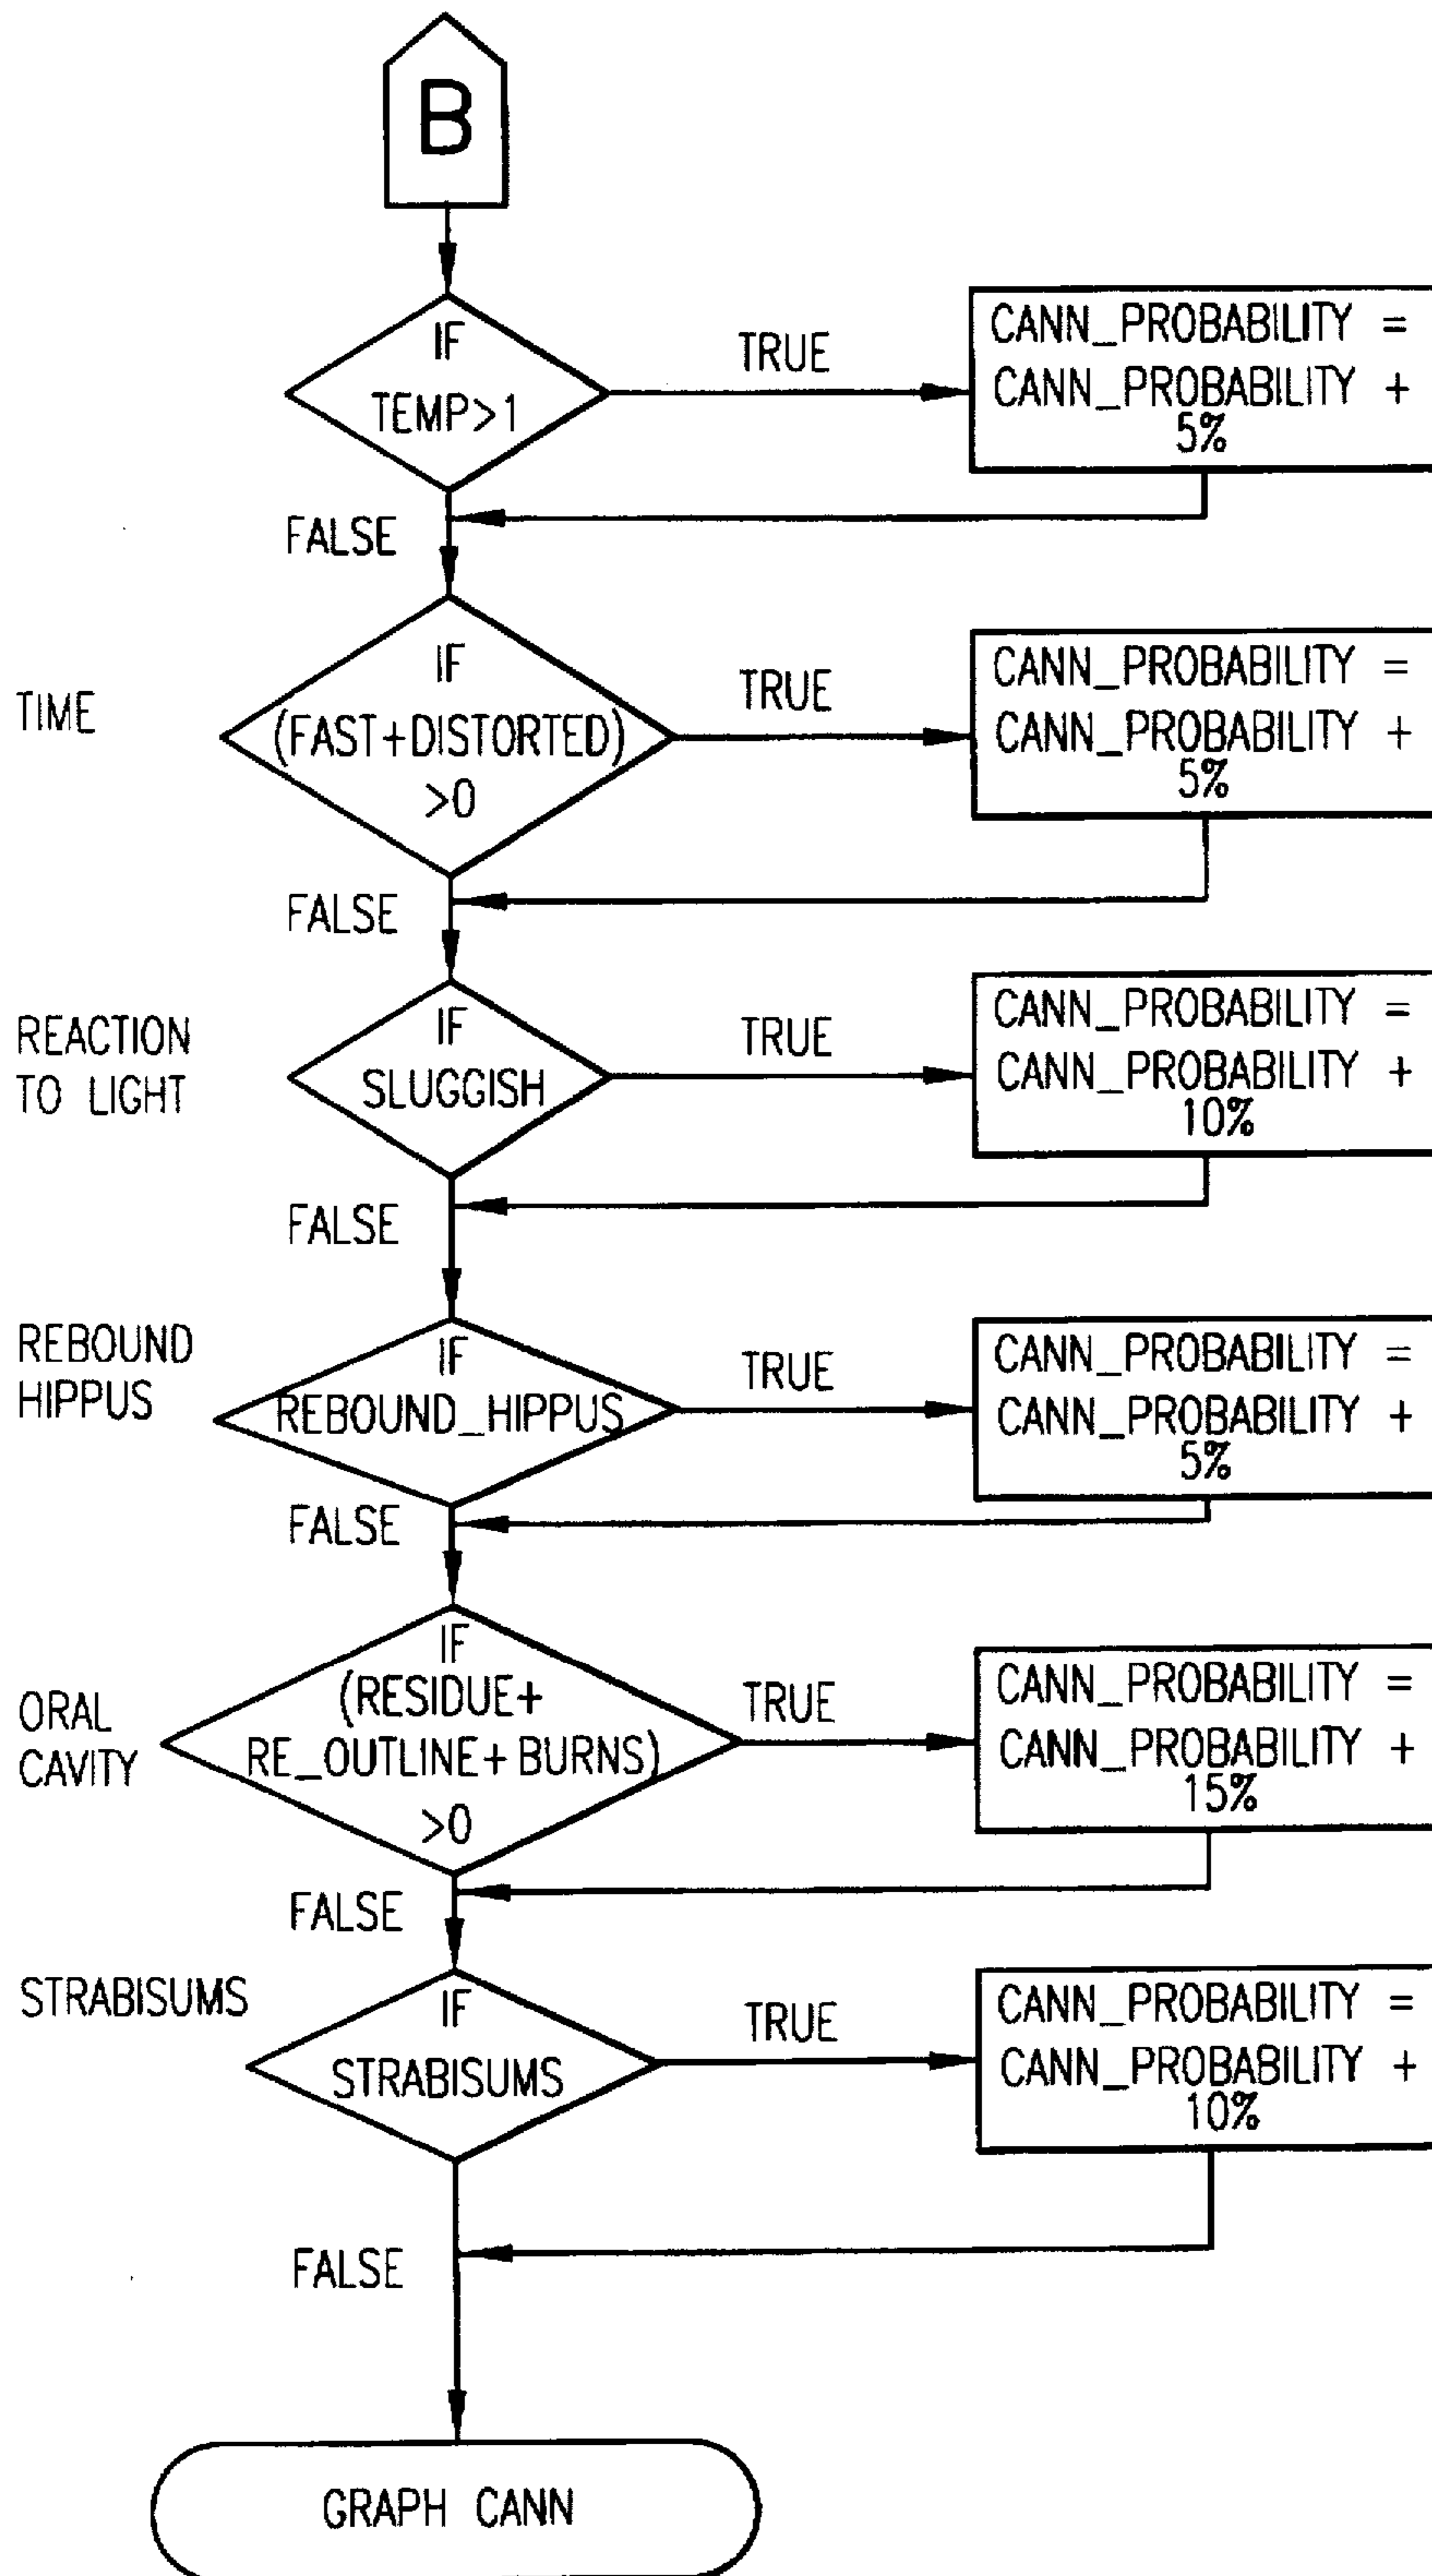 B
IF
TEMP>1
TRUE
CANN_PROBABILITY =
CANN_PROBABILITY +
5%
FALSE
TIME
IF
(FAST+DISTORTED)
>0
TRUE
CANN_PROBABILITY =
CANN_PROBABILITY +
5%
FALSE
REACTION
TO LIGHT
IF
SLUGGISH
TRUE
CANN_PROBABILITY =
CANN_PROBABILITY +
10%
FALSE
REBOUND
HIPPUS
IF
REBOUND_HIPPUS
TRUE
CANN_PROBABILITY =
CANN_PROBABILITY +
5%
FALSE
ORAL
CAVITY
IF
(RESIDUE+
RE_OUTLINE+BURNS)
>0
TRUE
CANN_PROBABILITY =
CANN_PROBABILITY +
15%
FALSE
STRABISUMS
IF
STRABISUMS
TRUE
CANN_PROBABILITY =
CANN_PROBABILITY +
10%
FALSE
GRAPH CANN